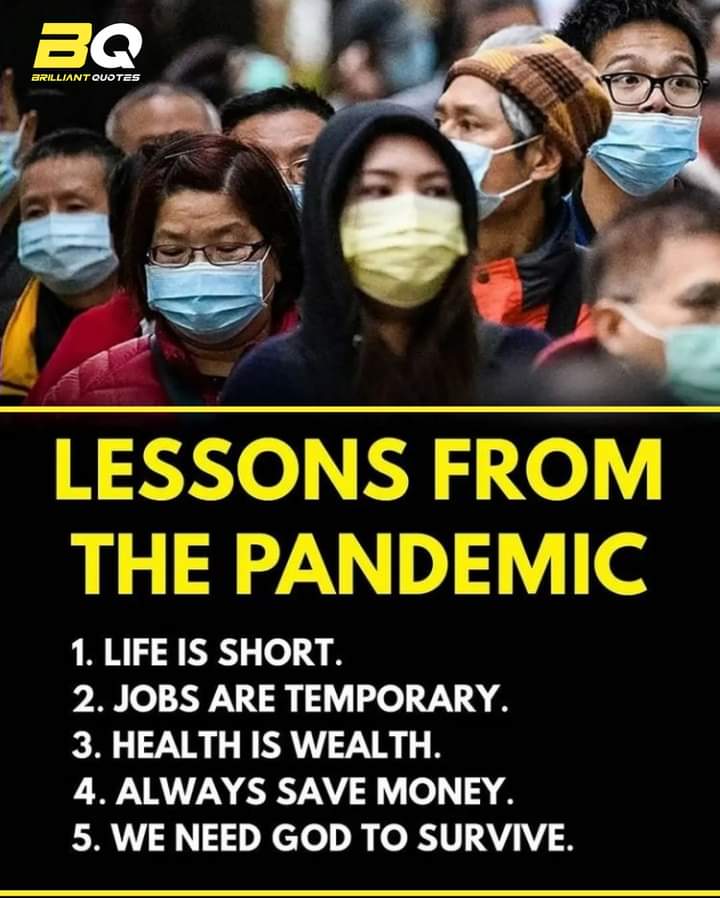 BQ
BRILLIANT QUOTES
LESSONS FROM
THE PANDEMIC
1. LIFE IS SHORT.
2. JOBS ARE TEMPORARY.
3. HEALTH IS WEALTH.
4. ALWAYS SAVE MONEY.
5. WE NEED GOD TO SURVIVE.